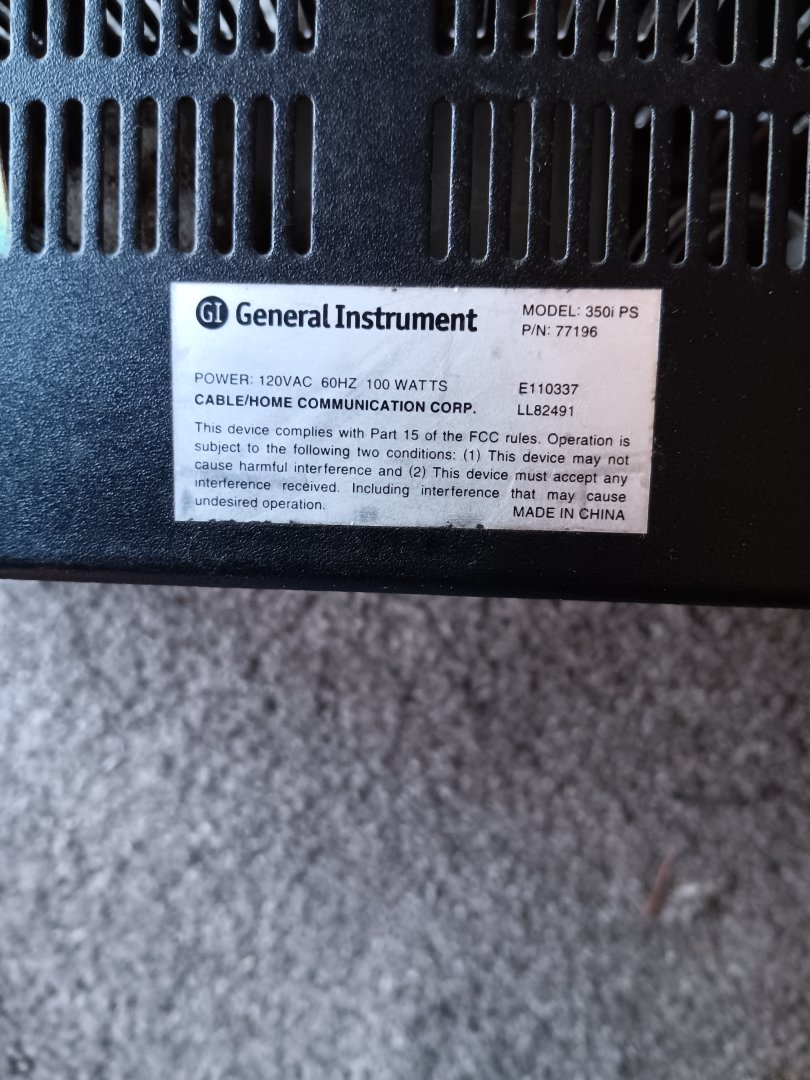 GI General Instrument
MODEL: 350i PS
P/N: 77196
POWER: 120VAC 60HZ 100 WATTS
E110337
CABLE/HOME COMMUNICATION CORP.
LL82491
This device complies with Part 15 of the FCC rules. Operation is
subject to the following two conditions: (1) This device may not
cause harmful interference and (2) This device must accept any
interference received. Including interference that may cause
undesired operation.
MADE IN CHINA